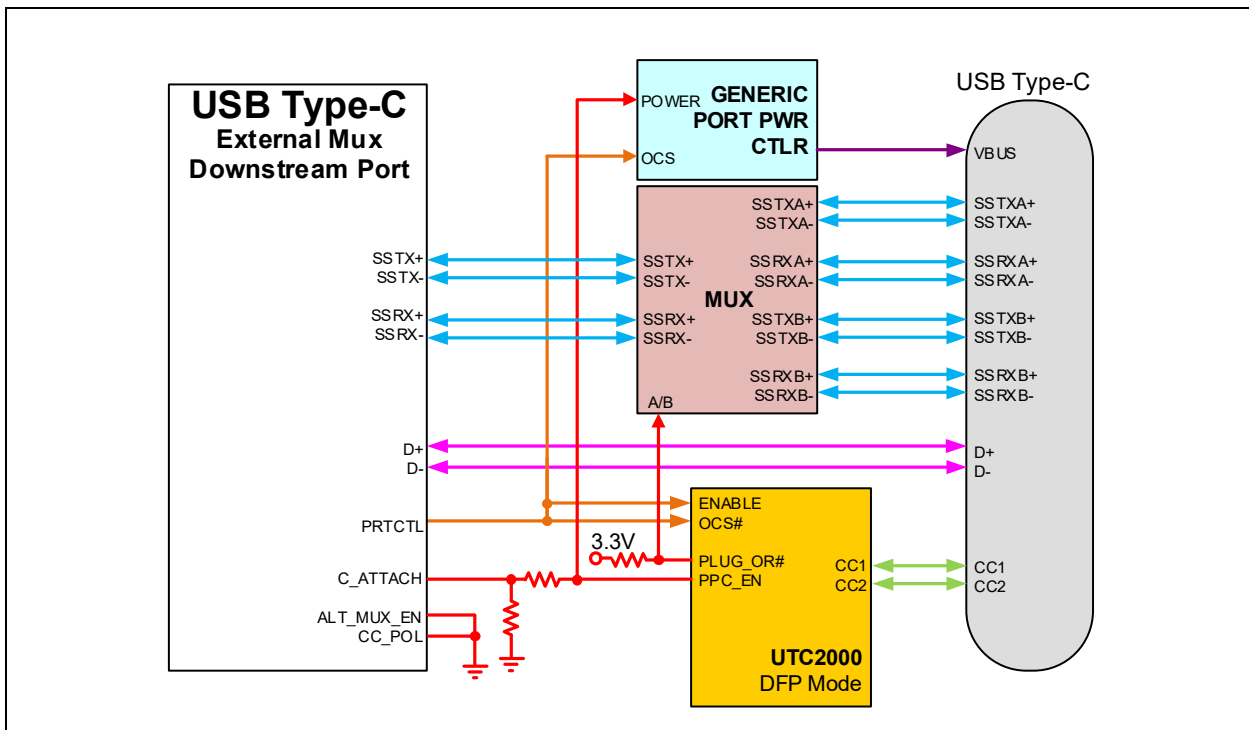 USB Type-C
External Mux
Downstream Port
SSTX+
SSTX-
SSRX+
SSRX-
D+
D-
PRTCTL
C_ATTACH
ALT_MUX_EN
CC_POL
POWER
GENERIC
PORT PWR
CTLR
OCS
SSTXA+
SSTXA-
SSTX+
SSRXA+
SSTX-
SSRXA-
MUX
SSRX+
SSTXB+
SSRX-
SSTXB-
SSRXB+
SSRXB-
A/B
3.3V
ENABLE
OCS#
PLUG_OR#
CC1
PPC_EN
CC2
UTC2000
DFP Mode
USB Type-C
VBUS
SSTXA+
SSTXA-
SSRXA+
SSRXA-
SSTXB+
SSTXB-
SSRXB+
SSRXB-
D+
D-
CC1
CC2